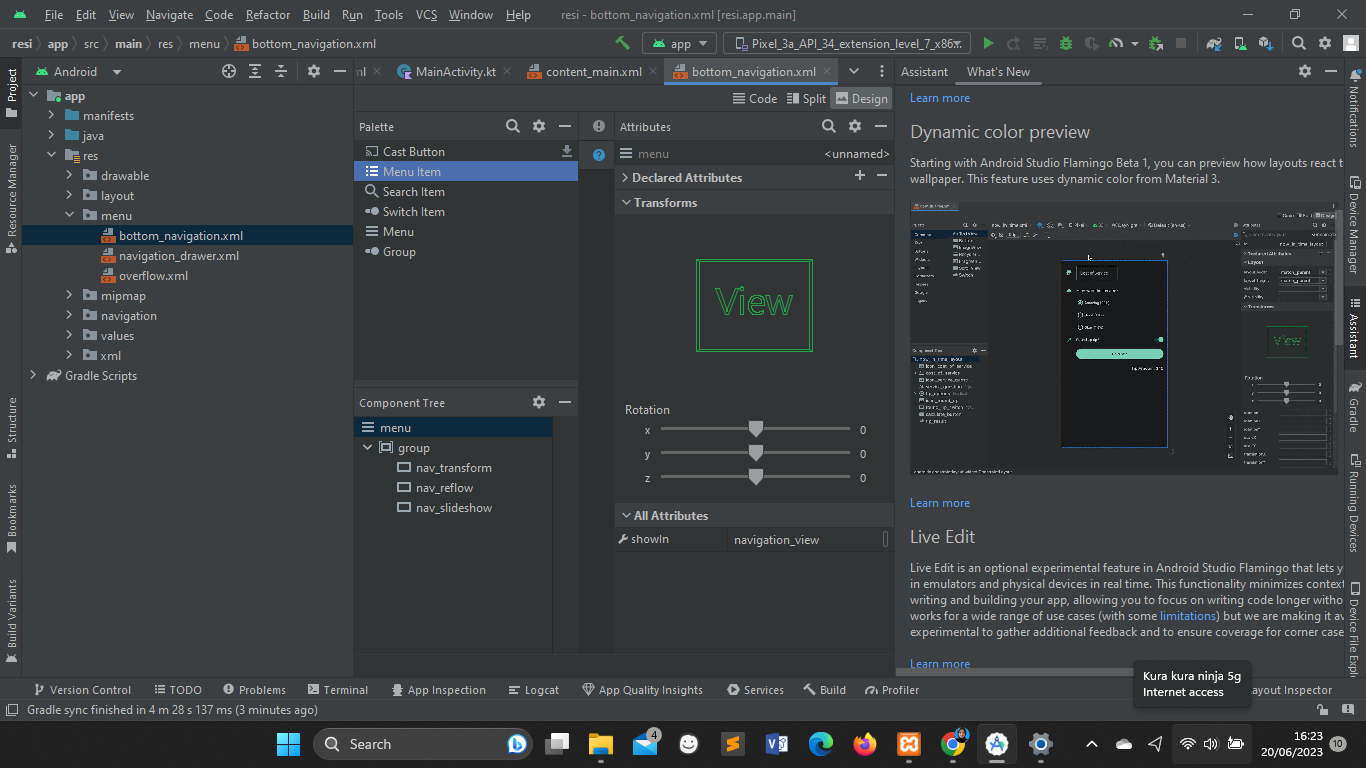 File Edit View Navigate Code Refactor Build Run Tools VCS Window Help resi - bottom_navigation.xml [resi.app.main]
resi app src main res menu bottom_navigation.xml app Pixel_3a_API_34_extension_level_7_x86...
Project
Resource Manager
Structure
Bookmarks
Build Variants
Android
app
manifests
java
res
drawable
layout
menu
bottom_navigation.xml
navigation_drawer.xml
overflow.xml
mipmap
navigation
values
xml
Gradle Scripts
ml MainActivity.kt content_main.xml bottom_navigation.xml
Code Split Design
Palette
Cast Button
Menu Item
Search Item
Switch Item
Menu
Group
Component Tree
menu
group
nav_transform
nav_reflow
nav_slideshow
Attributes
menu <unnamed>
Declared Attributes
Transforms
View
Rotation
x 0
y 0
z 0
All Attributes
showIn navigation_view
Assistant What's New
Learn more
Dynamic color preview
Starting with Android Studio Flamingo Beta 1, you can preview how layouts react t
wallpaper. This feature uses dynamic color from Material 3.
View
Rotation
Learn more
Live Edit
Live Edit is an optional experimental feature in Android Studio Flamingo that lets y
in emulators and physical devices in real time. This functionality minimizes context
writing and building your app, allowing you to focus on writing code longer witho
works for a wide range of use cases (with some limitations) but we are making it av
experimental to gather additional feedback and to ensure coverage for corner case
Learn more
Notifications
Device Manager
Assistant
Gradle
Running Devices
Device File Expl
Kura kura ninja 5g
Internet access
Version Control TODO Problems Terminal App Inspection Logcat App Quality Insights Services Build Profiler ayout Inspector
Gradle sync finished in 4 m 28 s 137 ms (3 minutes ago)
Search 4 16:23
20/06/2023 10